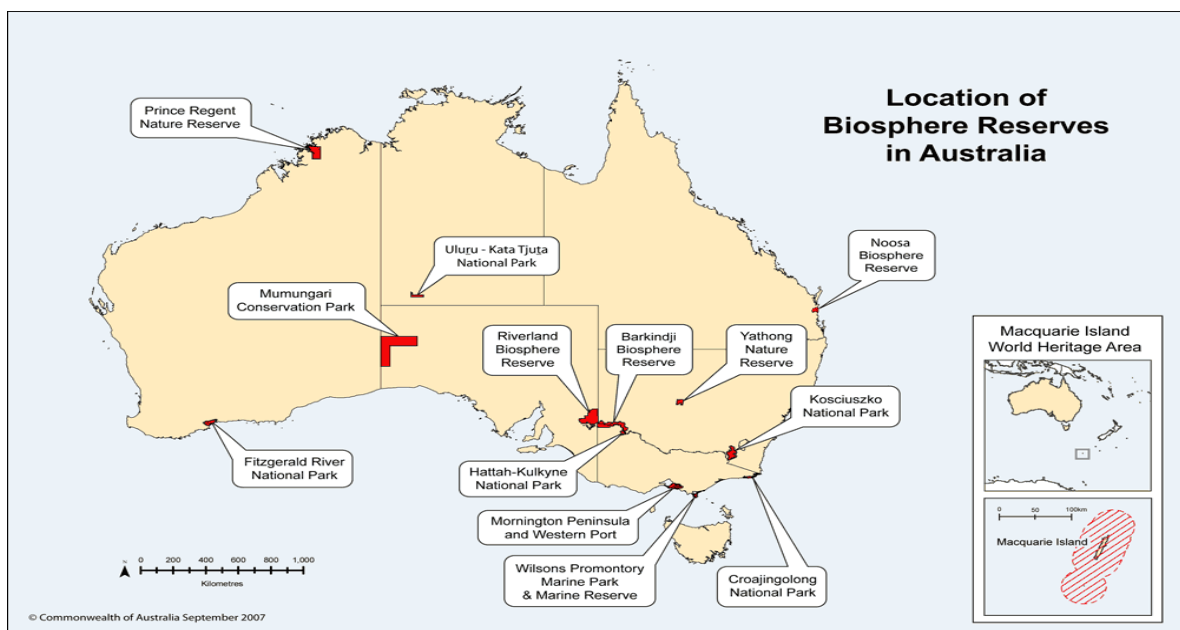 Location of
Biosphere Reserves
in Australia
Prince Regent
Nature Reserve
Uluru - Kata Tjuta
National Park
Noosa
Biosphere
Reserve
Mumungari
Conservation Park
Riverland
Biosphere
Reserve
Barkindji
Biosphere
Reserve
Yathong
Nature
Reserve
Kosciuszko
National Park
Fitzgerald River
National Park
Hattah-Kulkyne
National Park
Mornington Peninsula
and Western Port
Wilsons Promontory
Marine Park
& Marine Reserve
Croajingolong
National Park
Macquarie Island
World Heritage Area
0 50 100km
Macquarie Island
N
0 200 400 600 800 1,000
Kilometres
© Commonwealth of Australia September 2007